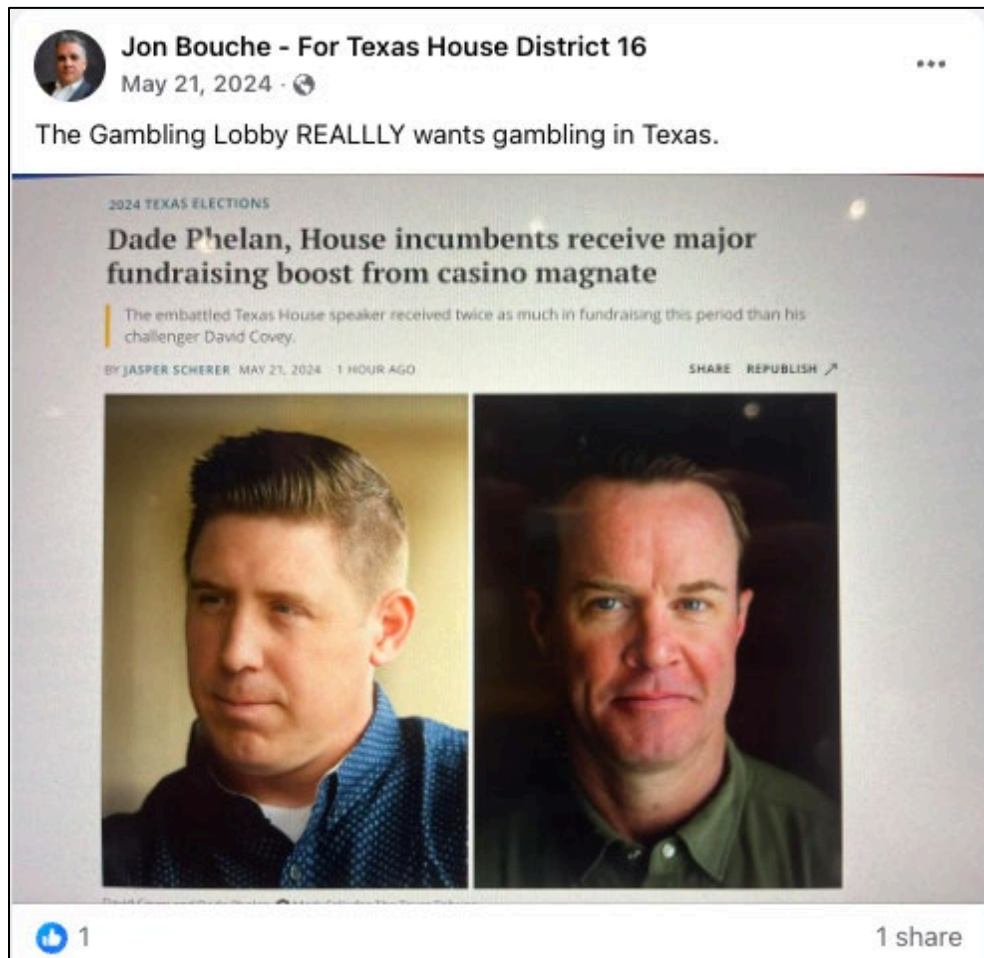 Jon Bouche - For Texas House District 16
May 21, 2024
The Gambling Lobby REALLLY wants gambling in Texas.
2024 TEXAS ELECTIONS
Dade Phelan, House incumbents receive major
fundraising boost from casino magnate
The embattled Texas House speaker received twice as much in fundraising this period than his
challenger David Covey.
BY JASPER SCHERER MAY 21, 2024 1 HOUR AGO
SHARE REPUBLISH
1
1 share